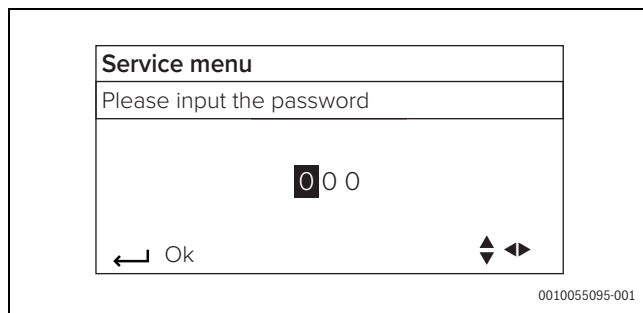 Service menu
Please input the password
0 0 0
Ok
0010055095-001